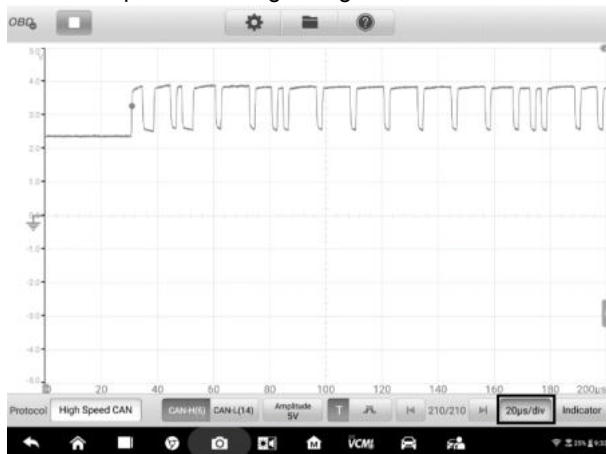 OBD
5.0
4.0
3.0
2.0
1.0
-1.0
-2.0
-3.0
-4.0
-5.0
20 40 60 80 100 120 140 160 180 200µs
Protocol High Speed CAN CAN-H(6) CAN-L(14) Amplitude 5V T 210/210 20µs/div Indicator
M VCMI